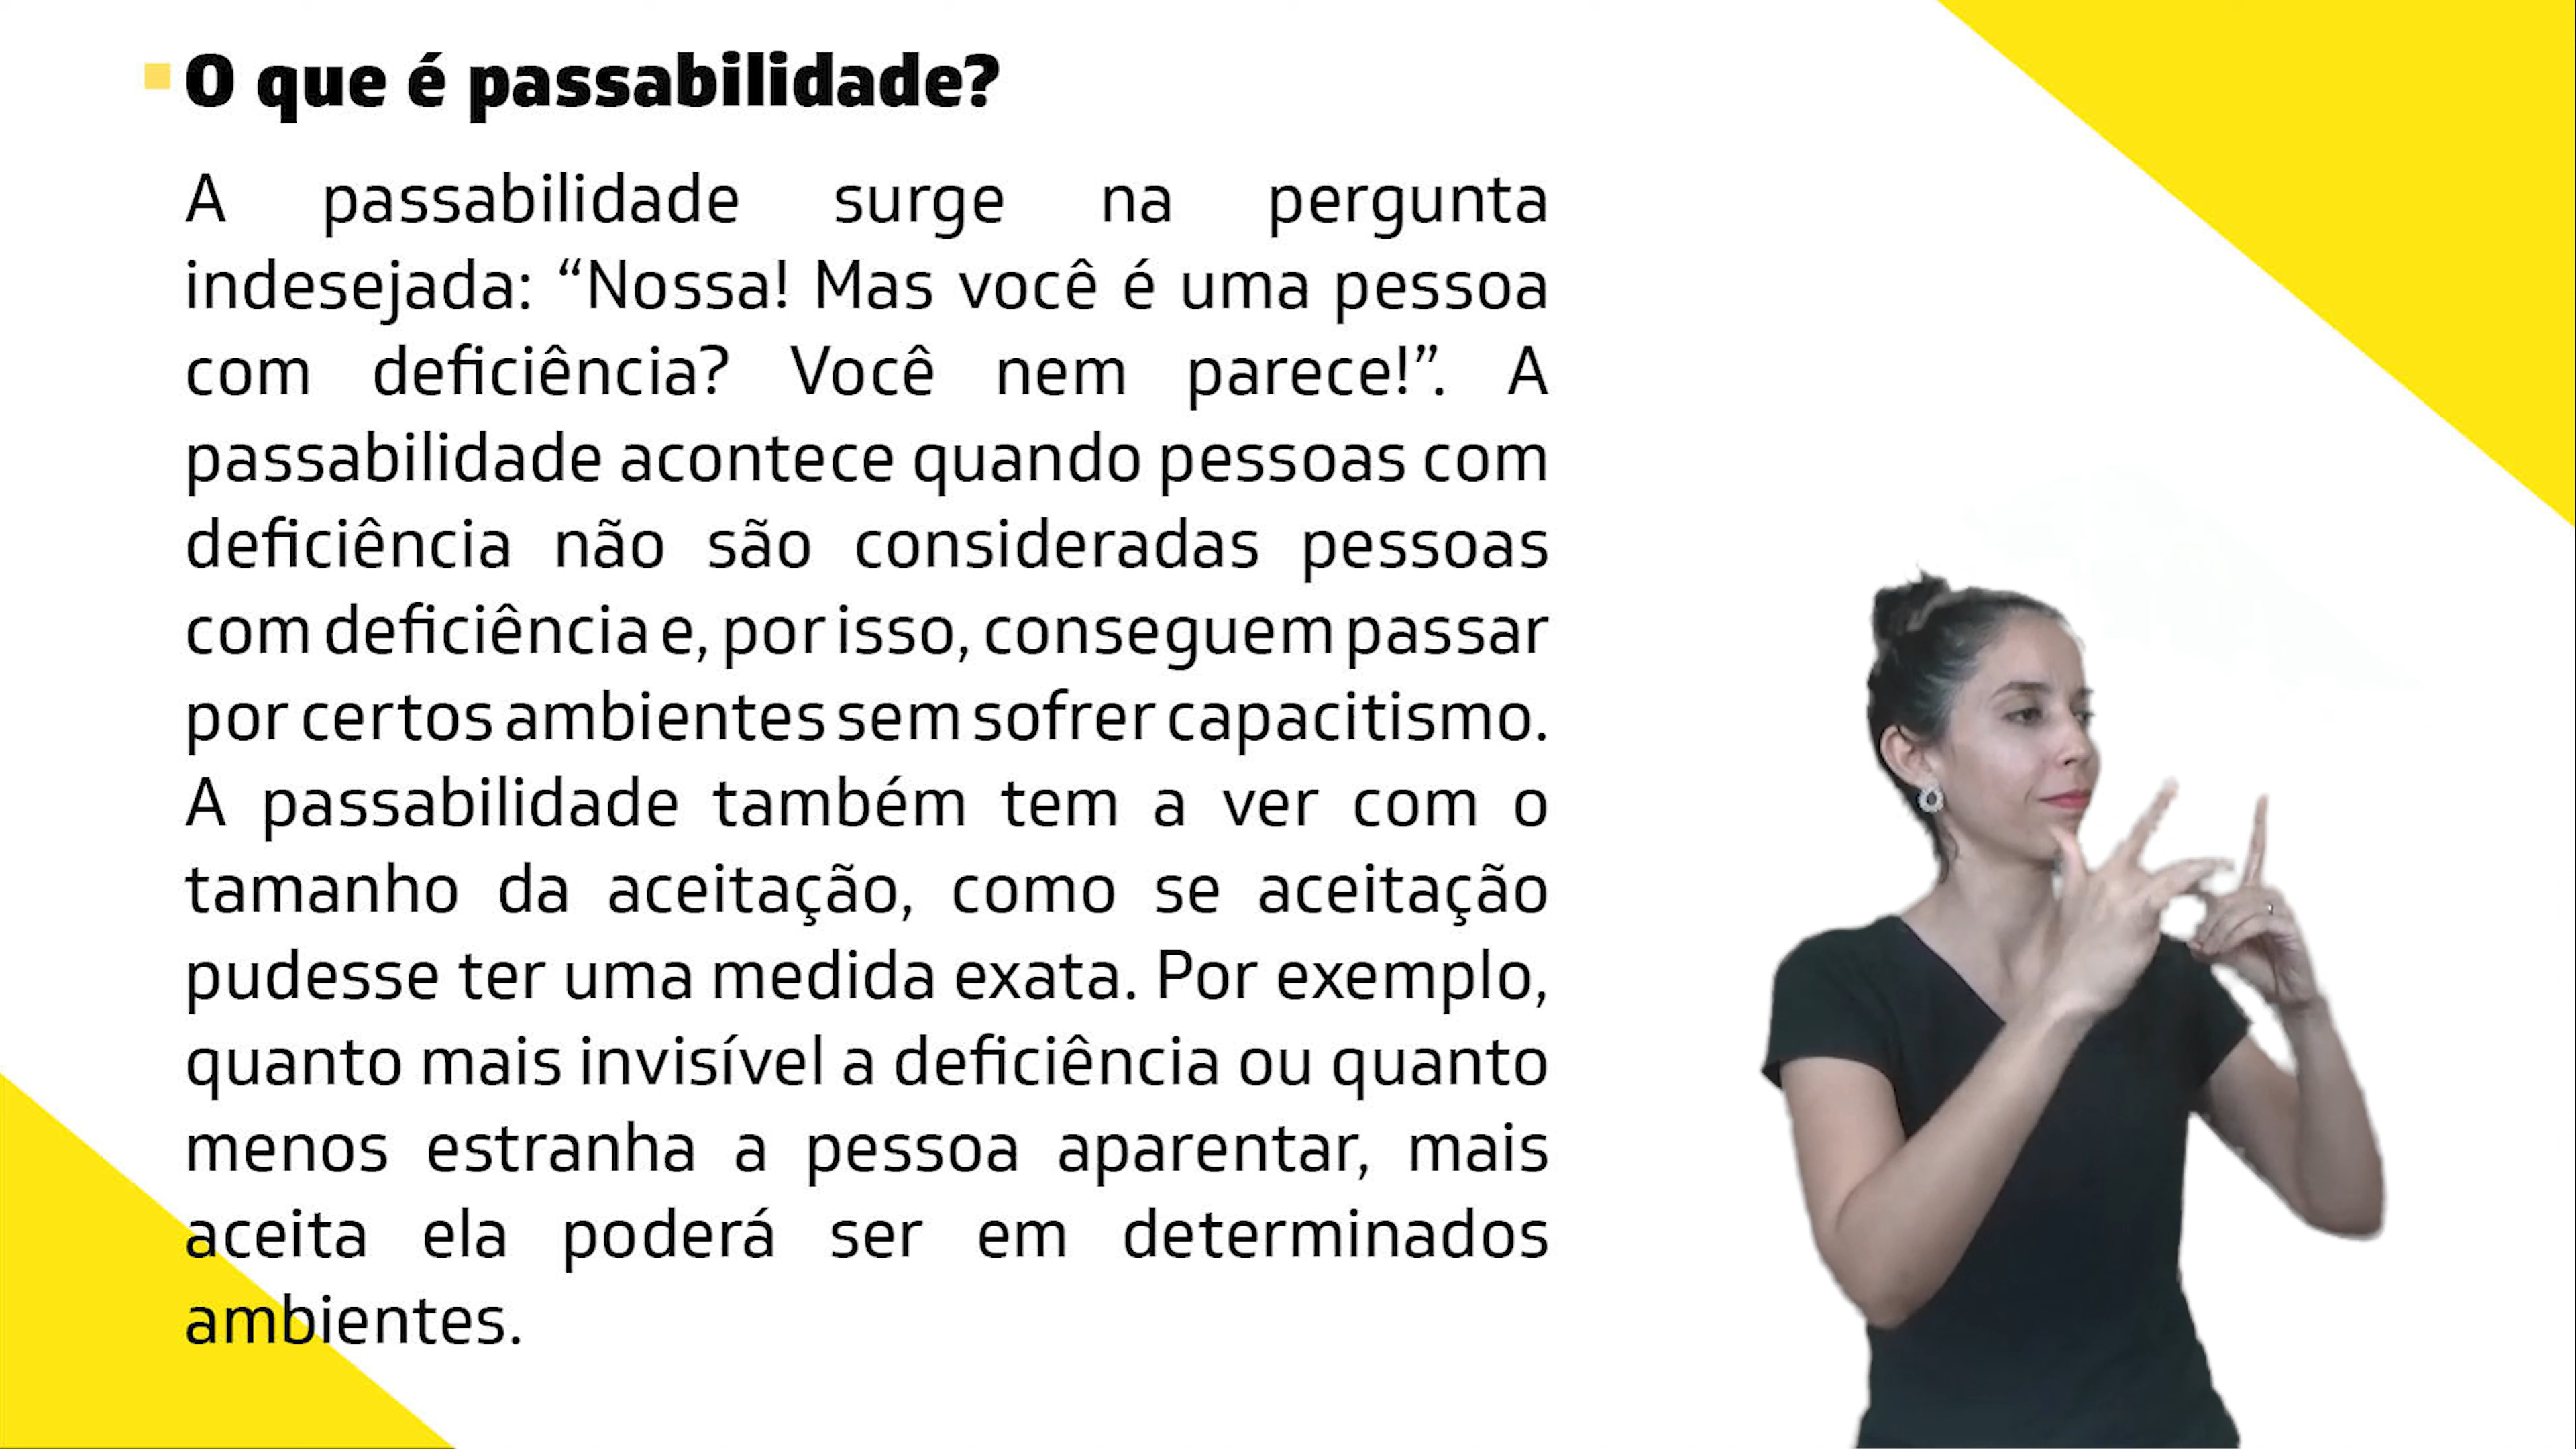 O que é passabilidade?
A passabilidade surge na pergunta
indesejada: “Nossa! Mas você é uma pessoa
com deficiência? Você nem parece!”. A
passabilidade acontece quando pessoas com
deficiência não são consideradas pessoas
com deficiência e, por isso, conseguem passar
por certos ambientes sem sofrer capacitismo.
A passabilidade também tem a ver com o
tamanho da aceitação, como se aceitação
pudesse ter uma medida exata. Por exemplo,
quanto mais invisível a deficiência ou quanto
menos estranha a pessoa aparentar, mais
aceita ela poderá ser em determinados
ambientes.